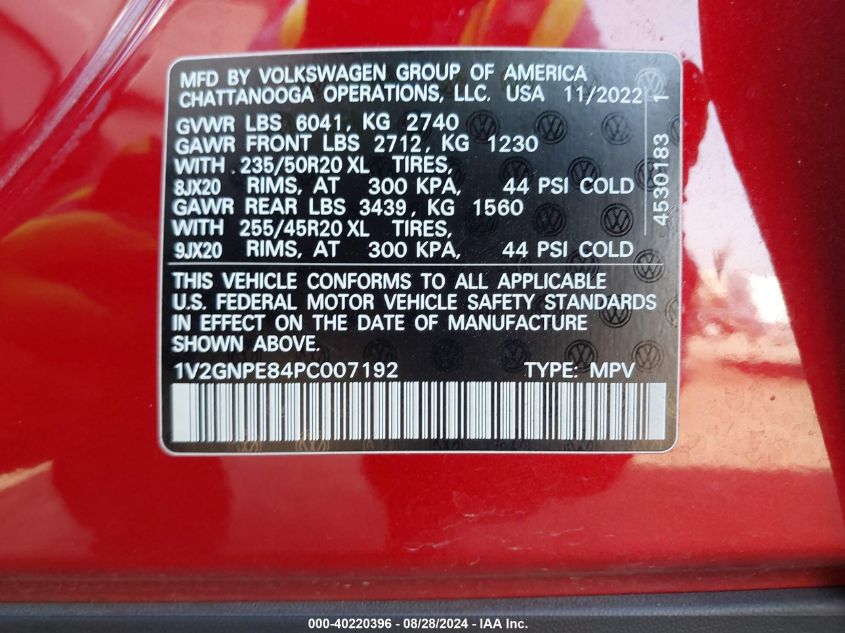 MFD BY VOLKSWAGEN GROUP OF AMERICA
CHATTANOOGA OPERATIONS, LLC. USA 11/2022
GVWR LBS 6041, KG 2740
GAWR FRONT LBS 2712, KG 1230
WITH 235/50R20 XL TIRES,
8JX20 RIMS, AT 300 KPA, 44 PSI COLD
GAWR REAR LBS 3439, KG 1560
WITH 255/45R20 XL TIRES,
9JX20 RIMS, AT 300 KPA, 44 PSI COLD
4530183 1
THIS VEHICLE CONFORMS TO ALL APPLICABLE
U.S. FEDERAL MOTOR VEHICLE SAFETY STANDARDS
IN EFFECT ON THE DATE OF MANUFACTURE
SHOWN ABOVE.
1V2GNPE84PC007192 TYPE: MPV
000-40220396 - 08/28/2024 - IAA Inc.